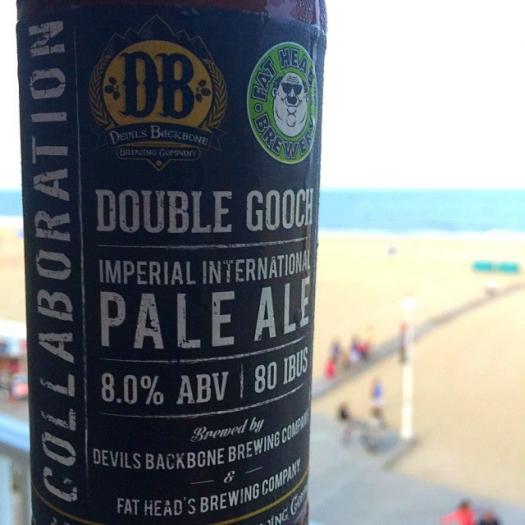 COLLABORATION
DB
DEVILS BACKBONE
BREWING COMPANY
FAT HEAD'S
BREWERY
DOUBLE GOOCH
IMPERIAL INTERNATIONAL
PALE ALE
8.0% ABV | 80 IBUS
Brewed by
DEVILS BACKBONE BREWING COMPANY
&
FAT HEAD'S BREWING COMPANY